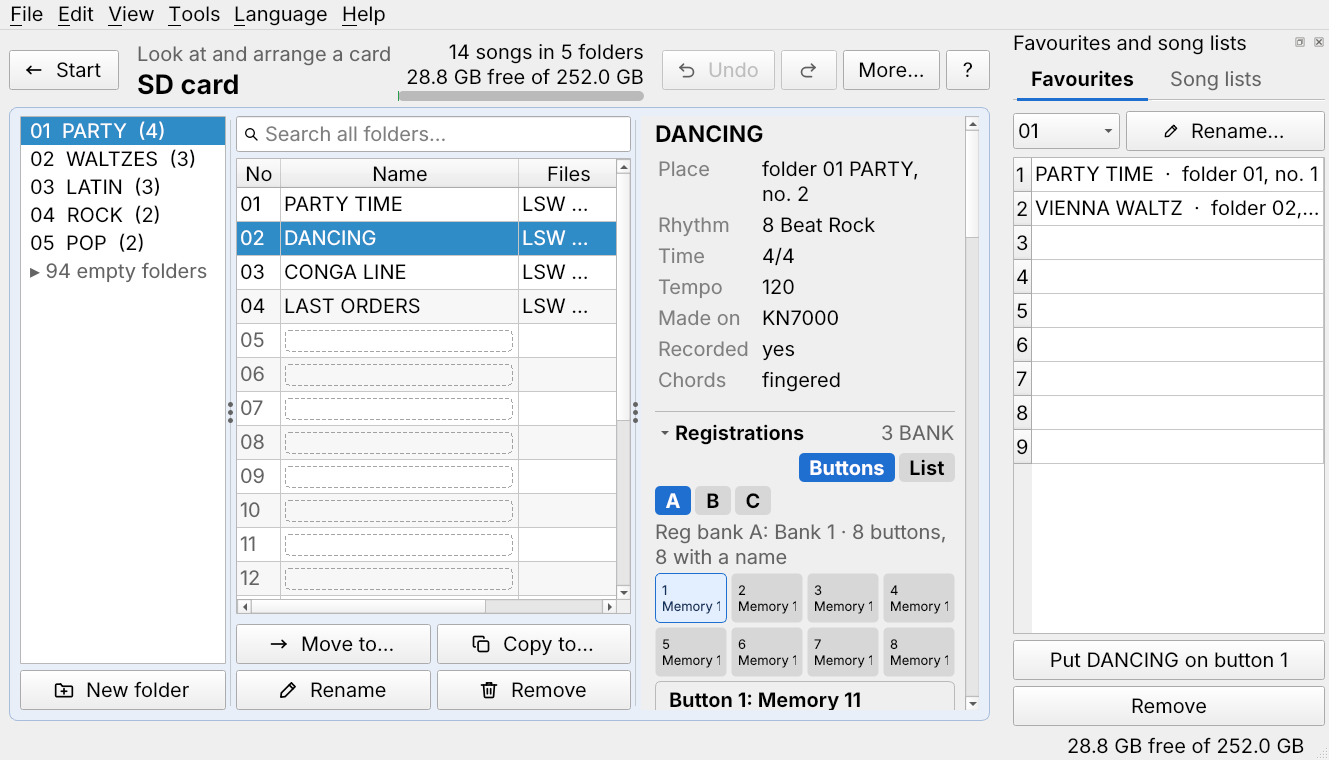 File Edit View Tools Language Help
Start
Look at and arrange a card
SD card
14 songs in 5 folders
28.8 GB free of 252.0 GB
Undo
More...
?
01 PARTY (4)
02 WALTZES (3)
03 LATIN (3)
04 ROCK (2)
05 POP (2)
94 empty folders
New folder
Search all folders...
No Name Files
01 PARTY TIME LSW ...
02 DANCING LSW ...
03 CONGA LINE LSW ...
04 LAST ORDERS LSW ...
05
06
07
08
09
10
11
12
Move to...
Copy to...
Rename
Remove
DANCING
Place folder 01 PARTY,
no. 2
Rhythm 8 Beat Rock
Time 4/4
Tempo 120
Made on KN7000
Recorded yes
Chords fingered
Registrations 3 BANK
Buttons List
A B C
Reg bank A: Bank 1 · 8 buttons,
8 with a name
1 2 3 4
Memory 1 Memory 1 Memory 1 Memory 1
5 6 7 8
Memory 1 Memory 1 Memory 1 Memory 1
Button 1: Memory 11
Favourites and song lists
Favourites Song lists
01 Rename...
1 PARTY TIME · folder 01, no. 1
2 VIENNA WALTZ · folder 02,...
3
4
5
6
7
8
9
Put DANCING on button 1
Remove
28.8 GB free of 252.0 GB